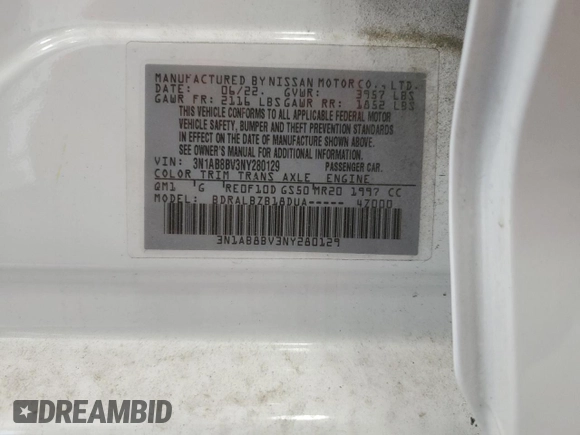 MANUFACTURED BY NISSAN MOTOR CO., LTD.
DATE: 06/22. GVWR: 3957 LBS
GAWR FR: 2116 LBS GAWR RR: 1852 LBS
THIS VEHICLE CONFORMS TO ALL APPLICABLE FEDERAL MOTOR
VEHICLE SAFETY, BUMPER AND THEFT PREVENTION STANDARDS
IN EFFECT ON THE DATE OF MANUFACTURE SHOWN ABOVE.
SEE OWNER'S MANUAL FOR ADDITIONAL INFORMATION.
VIN: 3N1AB8BV3NY280129 PASSENGER CAR.
COLOR TRIM TRANS AXLE ENGINE
QM1 'G 'RE0F10D GS50 MR20 1997 CC
MODEL: BDRALBZB18DUA----- 4Z000
3N1AB8BV3NY280129
DREAMBID